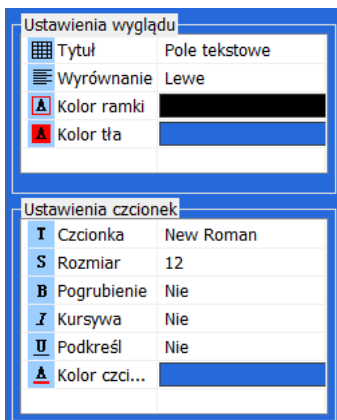 Ustawienia wyglądu
Tytuł Pole tekstowe
Wyrównanie Lewe
A Kolor ramki
A Kolor tła
Ustawienia czcionek
T Czcionka New Roman
S Rozmiar 12
B Pogrubienie Nie
I Kursywa Nie
U Podkreśl Nie
A Kolor czci...